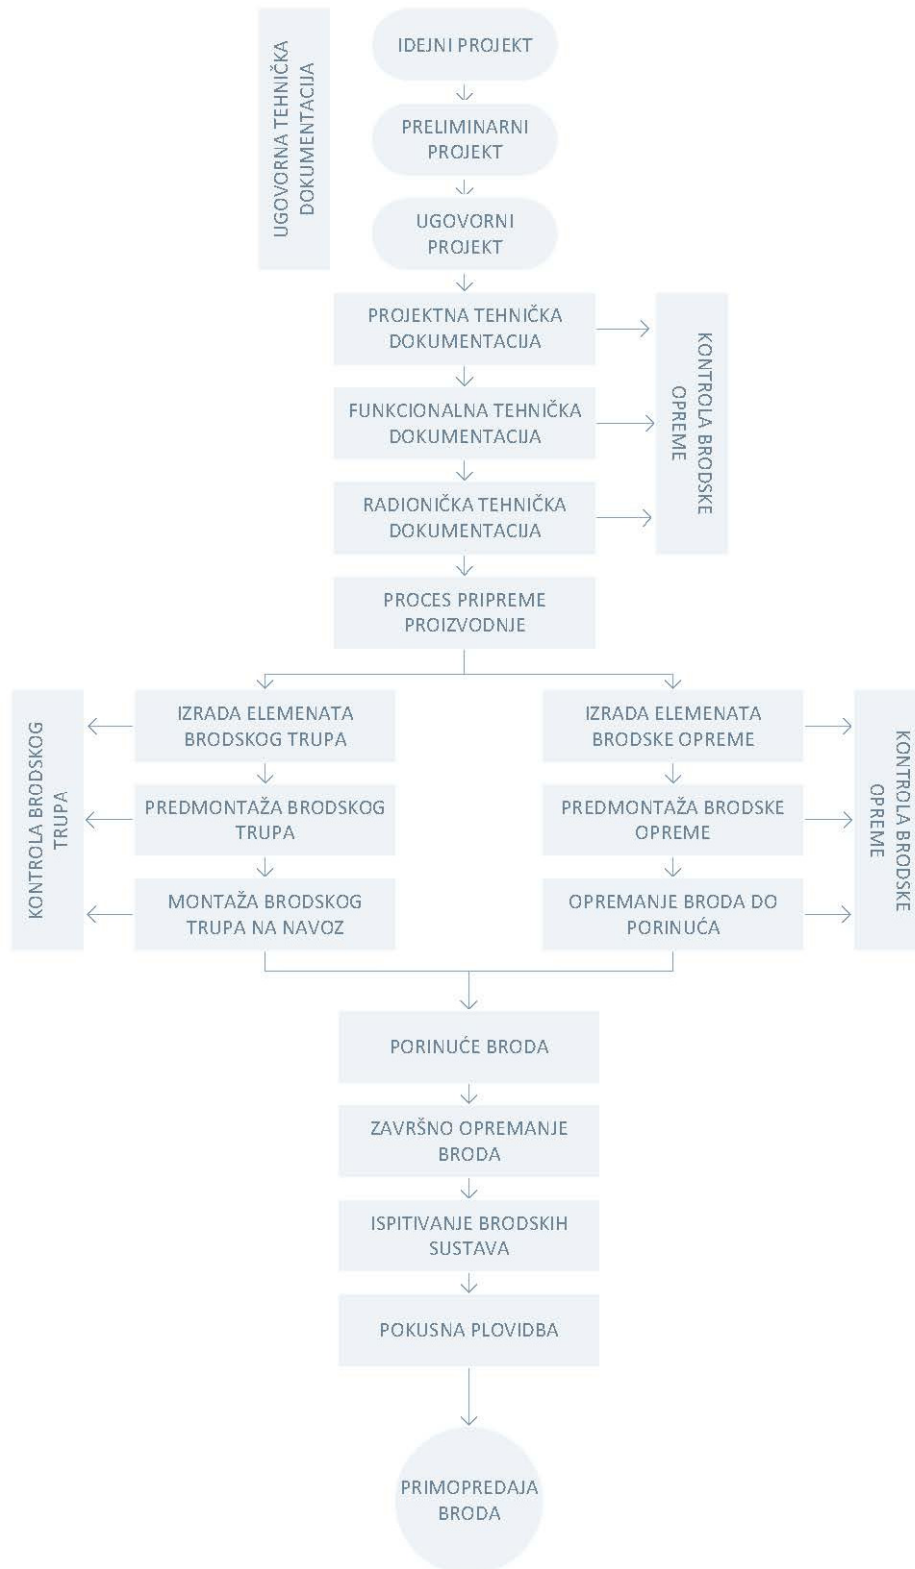 UGOVORNA TEHNIČKA
DOKUMENTACIJA
IDEJNI PROJEKT
PRELIMINARNI
PROJEKT
UGOVORNI
PROJEKT
PROJEKTNA TEHNIČKA
DOKUMENTACIJA
FUNKCIONALNA TEHNIČKA
DOKUMENTACIJA
RADIONIČKA TEHNIČKA
DOKUMENTACIJA
KONTROLA BRODSKE
OPREME
PROCES PRIPREME
PROIZVODNJE
KONTROLA BRODSKOG
TRUPA
IZRADA ELEMENATA
BRODSKOG TRUPA
PREDMONTAŽA BRODSKOG
TRUPA
MONTAŽA BRODSKOG
TRUPA NA NAVOZ
IZRADA ELEMENATA
BRODSKE OPREME
PREDMONTAŽA BRODSKE
OPREME
OPREMANJE BRODA DO
PORINUĆA
KONTROLA BRODSKE
OPREME
PORINUĆE BRODA
ZAVRŠNO OPREMANJE
BRODA
ISPITIVANJE BRODSKIH
SUSTAVA
POKUSNA PLOVIDBA
PRIMOPREDAJA
BRODA